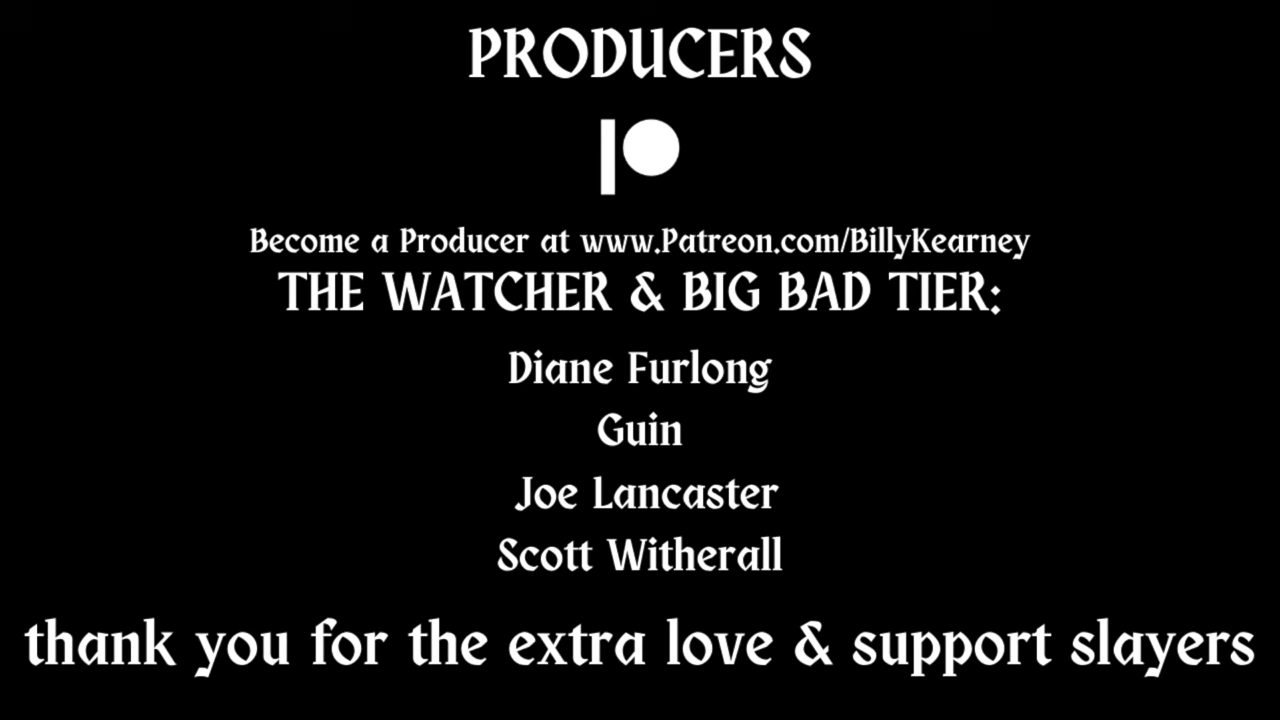 PRODUCERS
Become a Producer at www.Patreon.com/BillyKearney
THE WATCHER & BIG BAD TIER:
Diane Furlong
Guin
Joe Lancaster
Scott Witherall
thank you for the extra love & support slayers